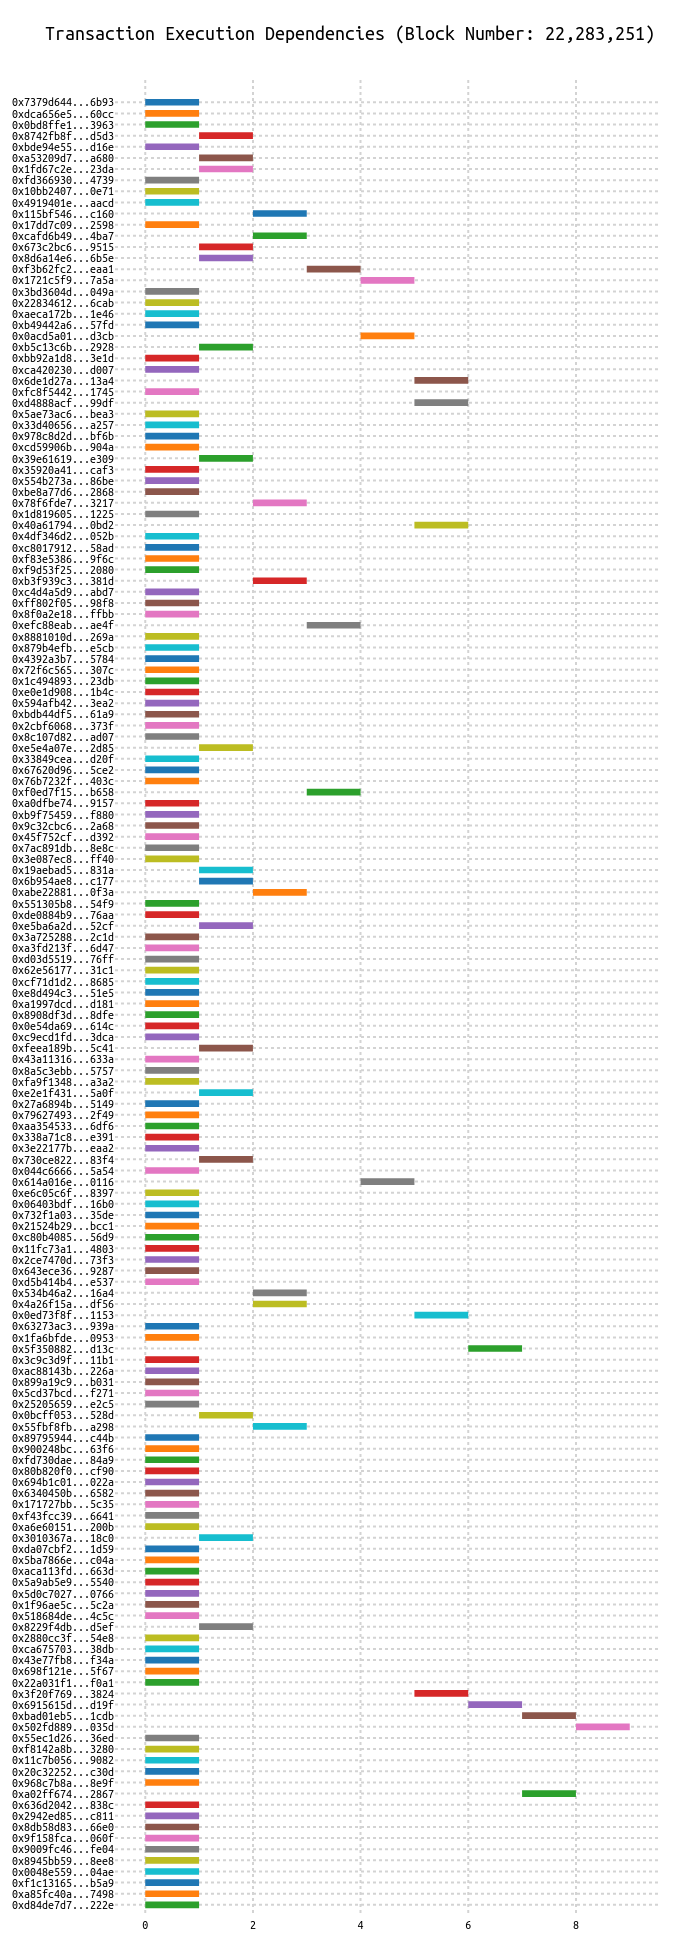 Transaction Execution Dependencies (Block Number: 22,283,251)
0x7379d644...6b93
0xdca656e5...60cc
0x0bd8ffe1...3963
0x8742fb8f...d5d3
0xbde94e55...d16e
0xa53209d7...a680
0x1fd67c2e...23da
0xfd366930...4739
0x10bb2407...0e71
0x4919401e...aacd
0x115bf546...c160
0x17dd7c09...2598
0xcafd6b49...4ba7
0x673c2bc6...9515
0x8d6a14e6...6b5e
0xf3b62fc2...eaa1
0x1721c5f9...7a5a
0x3bd3604d...049a
0x22834612...6cab
0xaeca172b...1e46
0xb49442a6...57fd
0x0acd5a01...d3cb
0xb5c13c6b...2928
0xbb92a1d8...3e1d
0xca420230...d007
0x6de1d27a...13a4
0xfc8f5442...1745
0xd4888acf...99df
0x5ae73ac6...bea3
0x33d40656...a257
0x978c8d2d...bf6b
0xcd59906b...904a
0x39e61619...e309
0x35920a41...caf3
0x554b273a...86be
0xbe8a77d6...2868
0x78f6fde7...3217
0x1d819605...1225
0x40a61794...0bd2
0x4df346d2...052b
0xc8017912...58ad
0xf83e5386...9f6c
0xf9d53f25...2080
0xb3f939c3...381d
0xc4d4a5d9...abd7
0xff802f05...98f8
0x8f0a2e18...ffbb
0xefc88eab...ae4f
0x8881010d...269a
0x879b4efb...e5cb
0x4392a3b7...5784
0x72f6c565...307c
0x1c494893...23db
0xe0e1d908...1b4c
0x594afb42...3ea2
0xbdb44df5...61a9
0x2cbf6068...373f
0x8c107d82...ad07
0xe5e4a07e...2d85
0x33849cea...d20f
0x67620d96...5ce2
0x76b7232f...403c
0xf0ed7f15...b658
0xa0dfbe74...9157
0xb9f75459...f880
0x9c32cbc6...2a68
0x45f752cf...d392
0x7ac891db...8e8c
0x3e087ec8...ff40
0x19aebad5...831a
0x6b954ae8...c177
0xabe22881...0f3a
0x551305b8...54f9
0xde0884b9...76aa
0xe5ba6a2d...52cf
0x3a725288...2c1d
0xa3fd213f...6d47
0xd03d5519...76ff
0x62e56177...31c1
0xcf71d1d2...8685
0xe8d494c3...51e5
0xa1997dcd...d181
0x8908df3d...8dfe
0x0e54da69...614c
0xc9ecd1fd...3dca
0xfeea189b...5c41
0x43a11316...633a
0x8a5c3ebb...5757
0xfa9f1348...a3a2
0xe2e1f431...5a0f
0x27a6894b...5149
0x79627493...2f49
0xaa354533...6df6
0x338a71c8...e391
0x3e22177b...eaa2
0x730ce822...83f4
0x044c6666...5a54
0x614a016e...0116
0xe6c05c6f...8397
0x06403bdf...16b0
0x732f1a03...35de
0x21524b29...bcc1
0xc80b4085...56d9
0x11fc73a1...4803
0x2ce7470d...73f3
0x643ece36...9287
0xd5b414b4...e537
0x534b46a2...16a4
0x4a26f15a...df56
0x0ed73f8f...1153
0x63273ac3...939a
0x1fa6bfde...0953
0x5f350882...d13c
0x3c9c3d9f...11b1
0xac88143b...226a
0x899a19c9...b031
0x5cd37bcd...f271
0x25205659...e2c5
0x0bcff053...528d
0x55fbf8fb...a298
0x89795944...c44b
0x900248bc...63f6
0xfd730dae...84a9
0x80b820f0...cf90
0x694b1c01...022a
0x6340450b...6582
0x171727bb...5c35
0xf43fcc39...6641
0xa6e60151...200b
0x3010367a...18c0
0xda07cbf2...1d59
0x5ba7866e...c04a
0xaca113fd...663d
0x5a9ab5e9...5540
0x5d0c7027...0766
0x1f96ae5c...5c2a
0x518684de...4c5c
0x8229f4db...d5ef
0x2880cc3f...54e8
0xca675703...38db
0x43e77fb8...f34a
0x698f121e...5f67
0x22a031f1...f0a1
0x3f20f769...3824
0x6915615d...d19f
0xbad01eb5...1cdb
0x502fd889...035d
0x55ec1d26...36ed
0xf8142a8b...3280
0x11c7b056...9082
0x20c32252...c30d
0x968c7b8a...8e9f
0xa02ff674...2867
0x636d2042...838c
0x2942ed85...c811
0x8db58d83...66e0
0x9f158fca...060f
0x9009fc46...fe04
0x8945bb59...8ee8
0x0048e559...04ae
0xf1c13165...b5a9
0xa85fc40a...7498
0xd84de7d7...222e
0 2 4 6 8